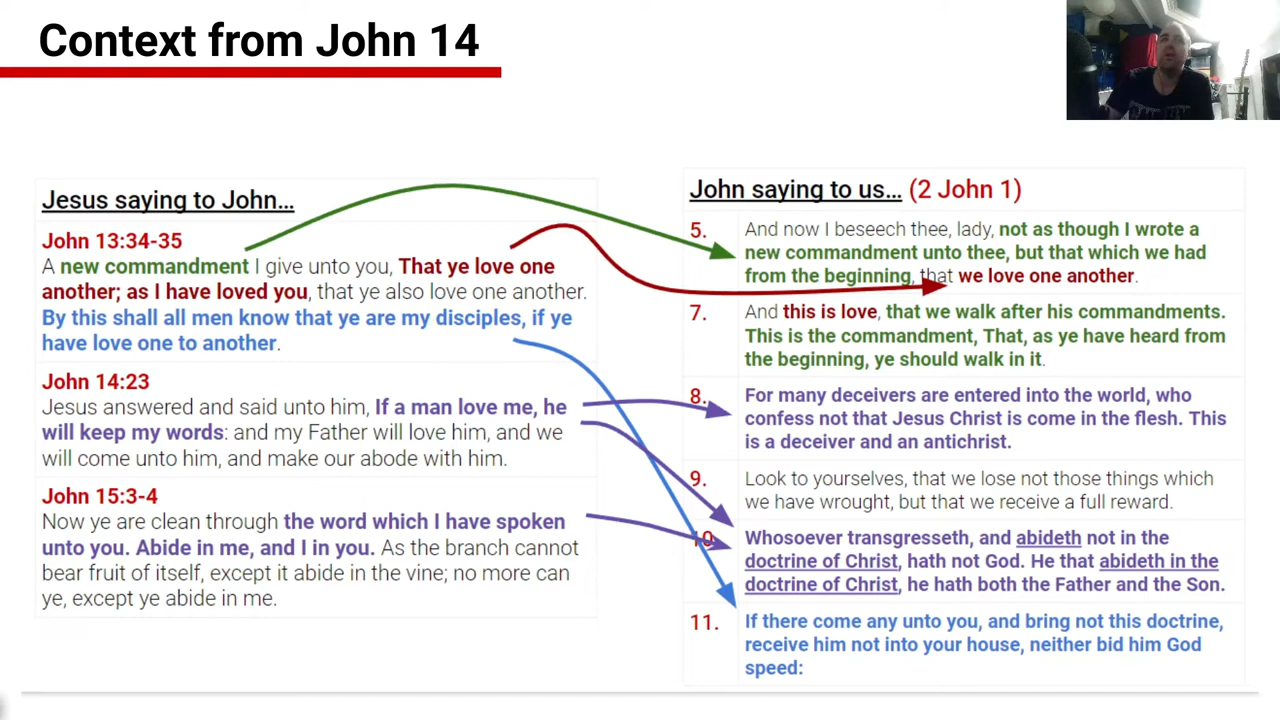 Context from John 14
Jesus saying to John…
John 13:34-35
A new commandment I give unto you, That ye love one
another; as I have loved you, that ye also love one another.
By this shall all men know that ye are my disciples, if ye
have love one to another.
John 14:23
Jesus answered and said unto him, If a man love me, he
will keep my words: and my Father will love him, and we
will come unto him, and make our abode with him.
John 15:3-4
Now ye are clean through the word which I have spoken
unto you. Abide in me, and I in you. As the branch cannot
bear fruit of itself, except it abide in the vine; no more can
ye, except ye abide in me.
John saying to us… (2 John 1)
5. And now I beseech thee, lady, not as though I wrote a
new commandment unto thee, but that which we had
from the beginning, that we love one another.
7. And this is love, that we walk after his commandments.
This is the commandment, That, as ye have heard from
the beginning, ye should walk in it.
8. For many deceivers are entered into the world, who
confess not that Jesus Christ is come in the flesh. This
is a deceiver and an antichrist.
9. Look to yourselves, that we lose not those things which
we have wrought, but that we receive a full reward.
10. Whosoever transgresseth, and abideth not in the
doctrine of Christ, hath not God. He that abideth in the
doctrine of Christ, he hath both the Father and the Son.
11. If there come any unto you, and bring not this doctrine,
receive him not into your house, neither bid him God
speed: